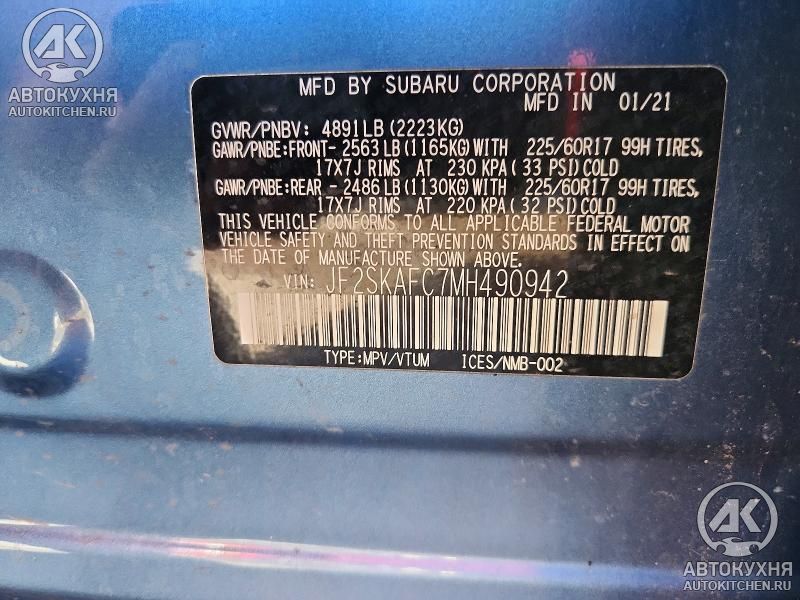 АК
АВТОКУХНЯ
AUTOKITCHEN.RU
MFD BY SUBARU CORPORATION
MFD IN 01/21
GVWR/PNBV: 4891LB(2223KG)
GAWR/PNBE:FRONT-2563LB(1165KG)WITH 225/60R17 99H TIRES,
17X7J RIMS AT 230 KPA(33 PSI)COLD
GAWR/PNBE:REAR -2486LB(1130KG)WITH 225/60R17 99H TIRES,
17X7J RIMS AT 220 KPA(32 PSI)COLD
THIS VEHICLE CONFORMS TO ALL APPLICABLE FEDERAL MOTOR
VEHICLE SAFETY AND THEFT PREVENTION STANDARDS IN EFFECT ON
THE DATE OF MANUFACTURE SHOWN ABOVE.
VIN: JF2SKAFC7MH490942
TYPE:MPV/VTUM ICES/NMB-002
АК
АВТОКУХНЯ
AUTOKITCHEN.RU